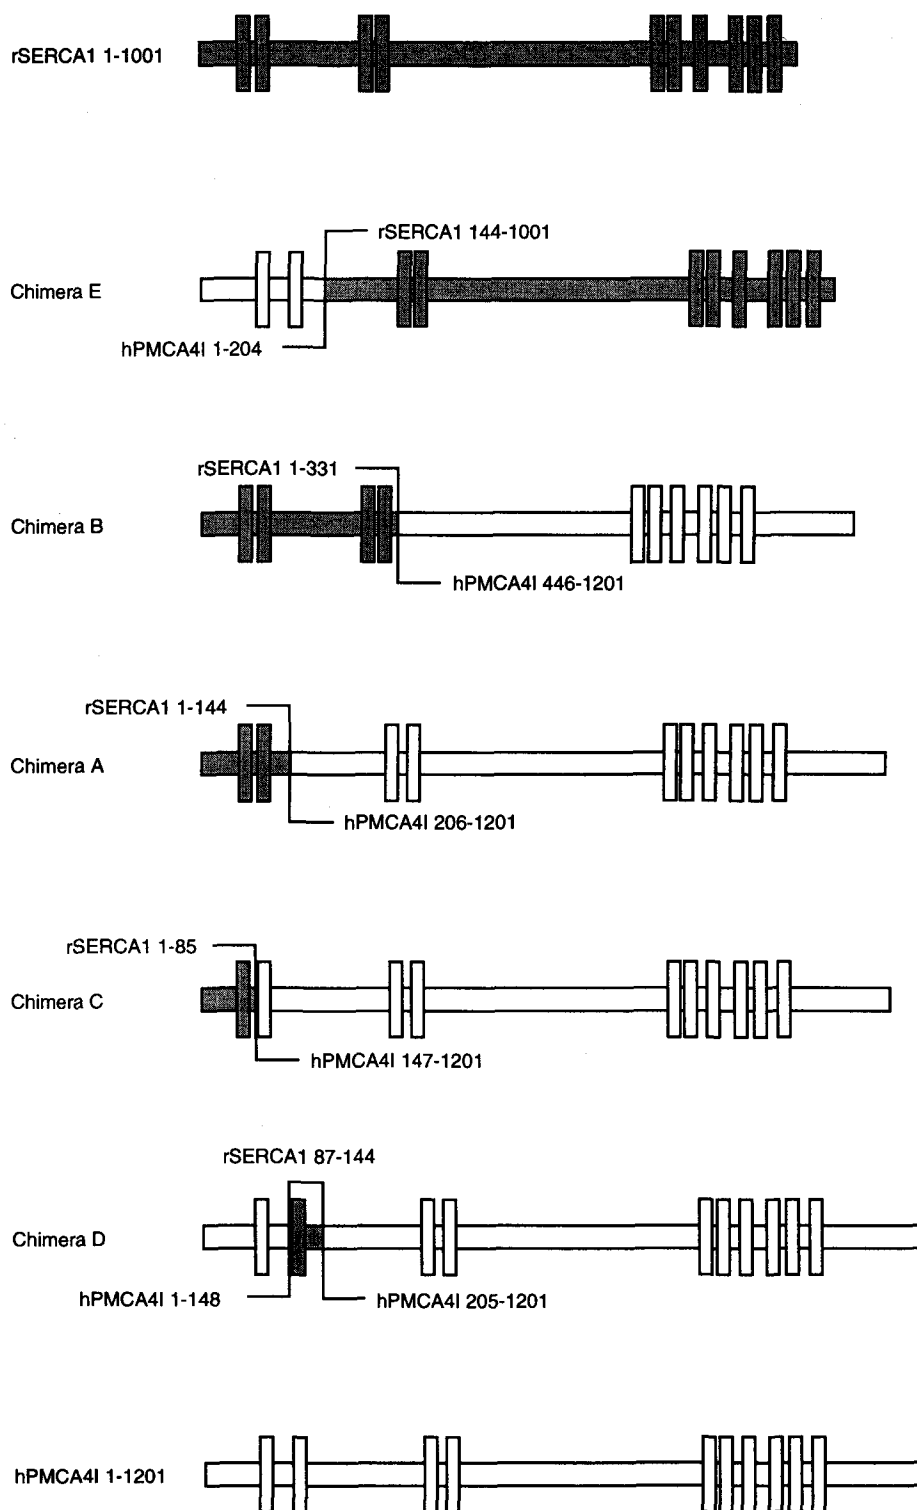 rSERCA1 1-1001
rSERCA1 144-1001
Chimera E
hPMCA4I 1-204
rSERCA1 1-331
Chimera B
hPMCA4I 446-1201
rSERCA1 1-144
Chimera A
hPMCA4I 206-1201
rSERCA1 1-85
Chimera C
hPMCA4I 147-1201
rSERCA1 87-144
Chimera D
hPMCA4I 1-148
hPMCA4I 205-1201
hPMCA4I 1-1201